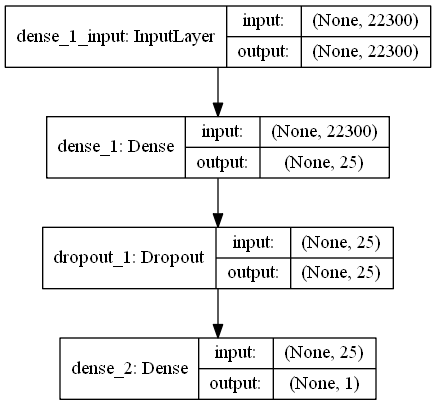 dense_1_input: InputLayer
input: (None, 22300)
output: (None, 22300)
dense_1: Dense
input: (None, 22300)
output: (None, 25)
dropout_1: Dropout
input: (None, 25)
output: (None, 25)
dense_2: Dense
input: (None, 25)
output: (None, 1)